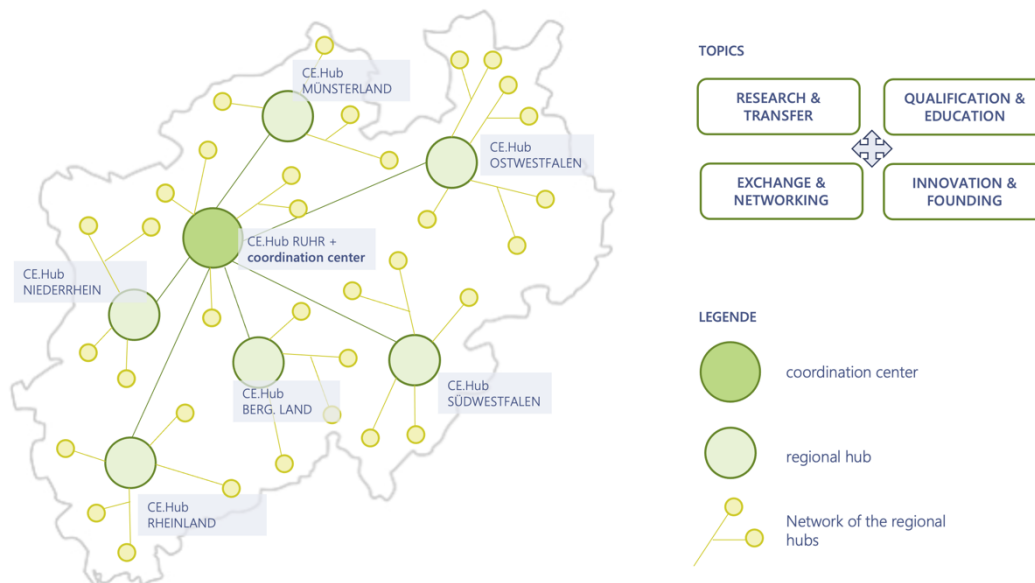 CE.Hub
MÜNSTERLAND
CE.Hub
OSTWESTFALEN
CE.Hub RUHR +
coordination center
CE.Hub
NIEDERRHEIN
CE.Hub
BERG. LAND
CE.Hub
SÜDWESTFALEN
CE.Hub
RHEINLAND
TOPICS
RESEARCH &
TRANSFER
QUALIFICATION &
EDUCATION
EXCHANGE &
NETWORKING
INNOVATION &
FOUNDING
LEGENDE
coordination center
regional hub
Network of the regional
hubs